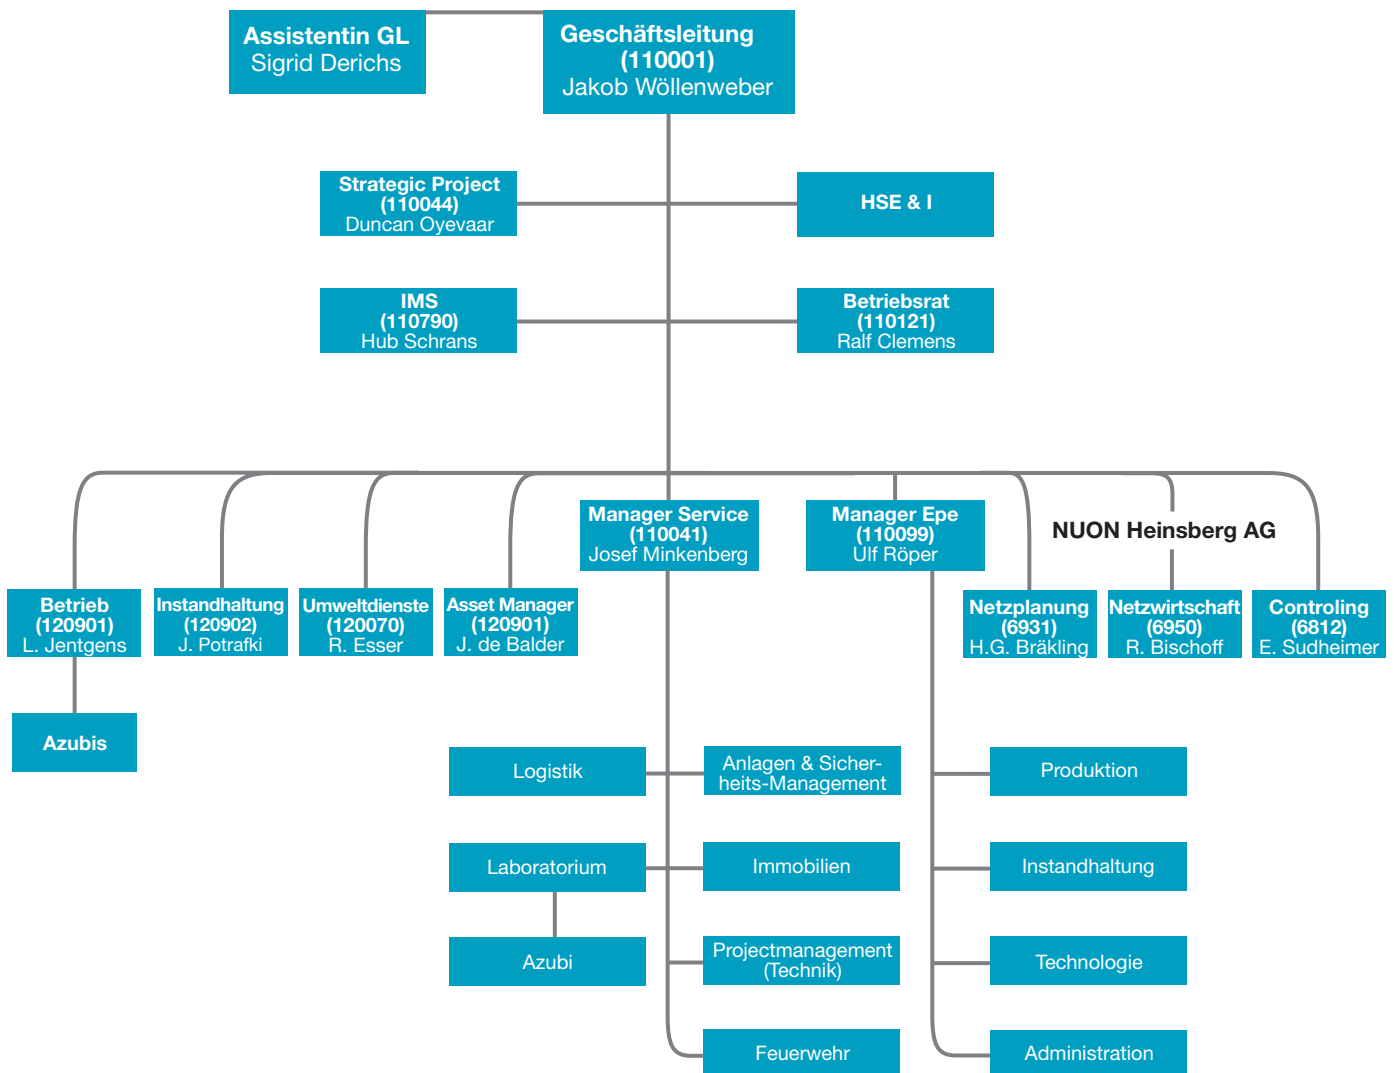 Assistentin GL
Sigrid Derichs
Geschäftsleitung
(110001)
Jakob Wöllenweber
Strategic Project
(110044)
Duncan Oyevaar
HSE & I
IMS
(110790)
Hub Schrans
Betriebsrat
(110121)
Ralf Clemens
Manager Service
(110041)
Josef Minkenberg
Manager Epe
(110099)
Ulf Röper
NUON Heinsberg AG
Betrieb
(120901)
L. Jentgens
Instandhaltung
(120902)
J. Potrafki
Umweltdienste
(120070)
R. Esser
Asset Manager
(120901)
J. de Balder
Netzplanung
(6931)
H.G. Bräkling
Netzwirtschaft
(6950)
R. Bischoff
Controling
(6812)
E. Sudheimer
Azubis
Logistik
Anlagen & Sicher-
heits-Management
Produktion
Laboratorium
Immobilien
Instandhaltung
Azubi
Projectmanagement
(Technik)
Technologie
Feuerwehr
Administration